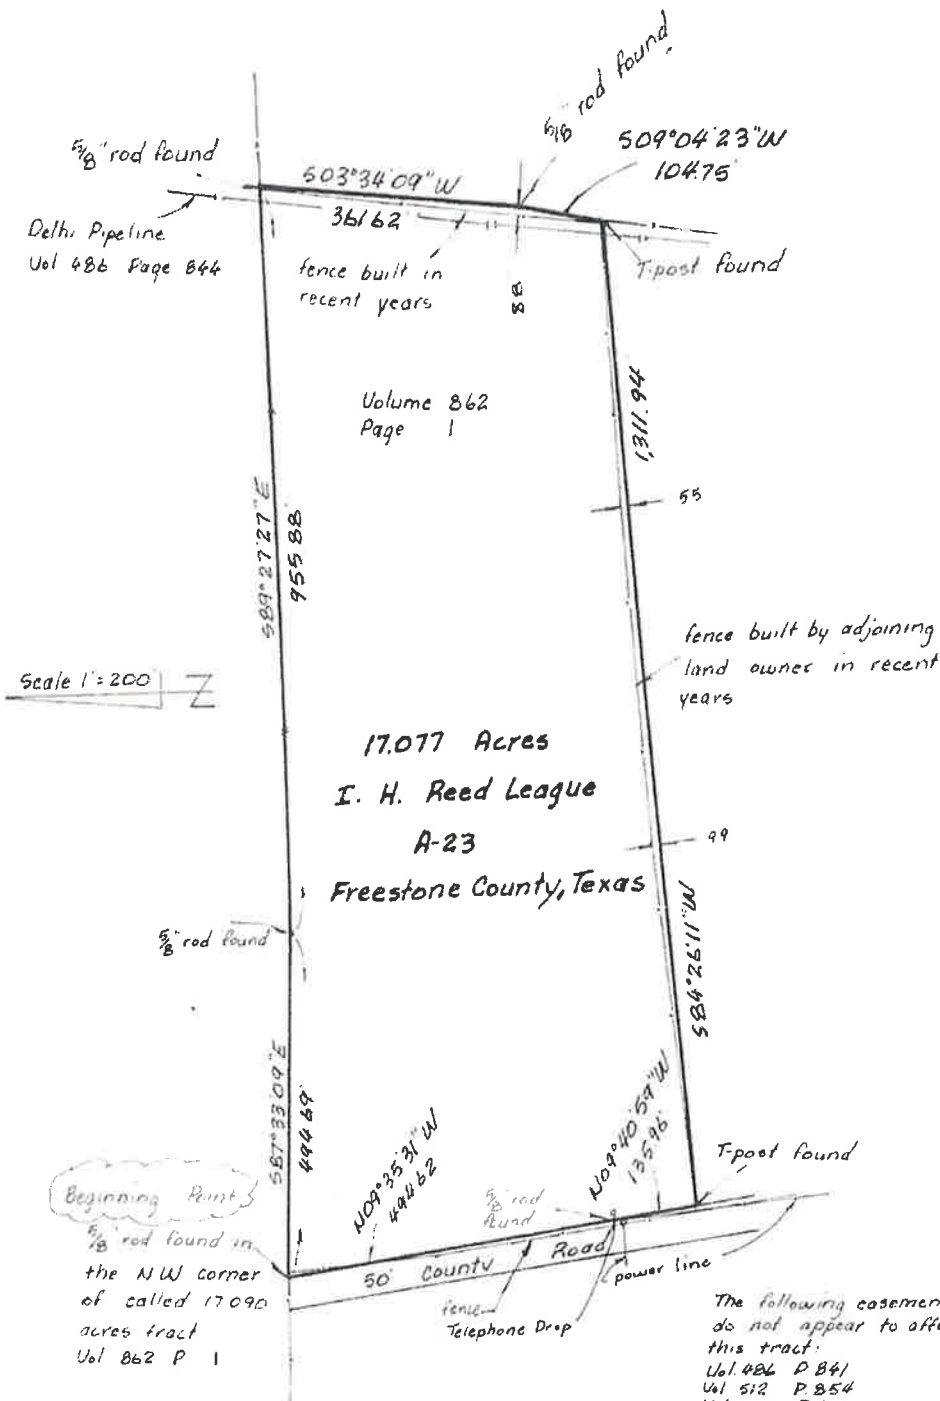 5/8" rod found
5/8" rod found
S09°04'23"W
104.75'
S03°34'09"W
361.62
Delhi Pipeline
Vol 486 Page 844
fence built in
recent years
88
T-post found
Volume 862
Page 1
1,311.94
55
S89°27'27"E
955.88'
fence built by adjoining
land owner in recent
years
Scale 1"=200'
Z
17.077 Acres
I. H. Reed League
A-23
Freestone County, Texas
99
5/8" rod found
S84°26'11"W
S87°33'09"E
494.69'
N09°35'31"W
494.62
N09°40'59"W
135.96'
T-post found
Beginning Point
5/8" rod found in
the NW corner
of called 17.090
acres tract
Vol 862 P 1
5/8" rod
found
50' County Road
power line
fence
Telephone Drop
The following easemen
do not appear to aff
this tract:
Vol. 486 P. 841
Vol 512 P. 854